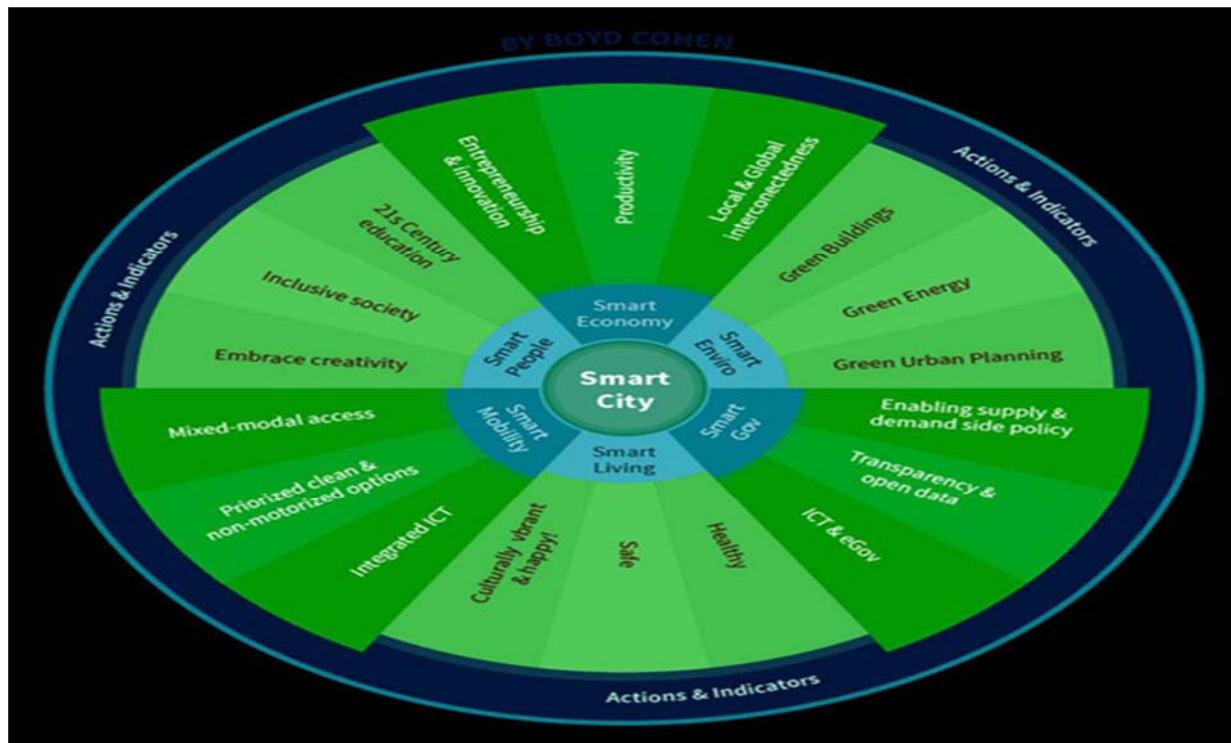 BY BOYD COHEN
Actions & Indicators
Actions & Indicators
Entrepreneurship
& innovation
Productivity
Local & Global
interconnectedness
21s Century
education
Inclusive society
Embrace creativity
Green Buildings
Green Energy
Green Urban Planning
Smart
Economy
Smart
People
Smart
Enviro
Smart
City
Smart
Mobility
Smart
Living
Smart
Gov
Mixed-modal access
Priorized clean &
non-motorized options
Integrated ICT
Culturally vbrant
& happy!
Safe
Healthy
ICT & eGov
Transparency &
open data
Enabling supply &
demand side policy
Actions & Indicators